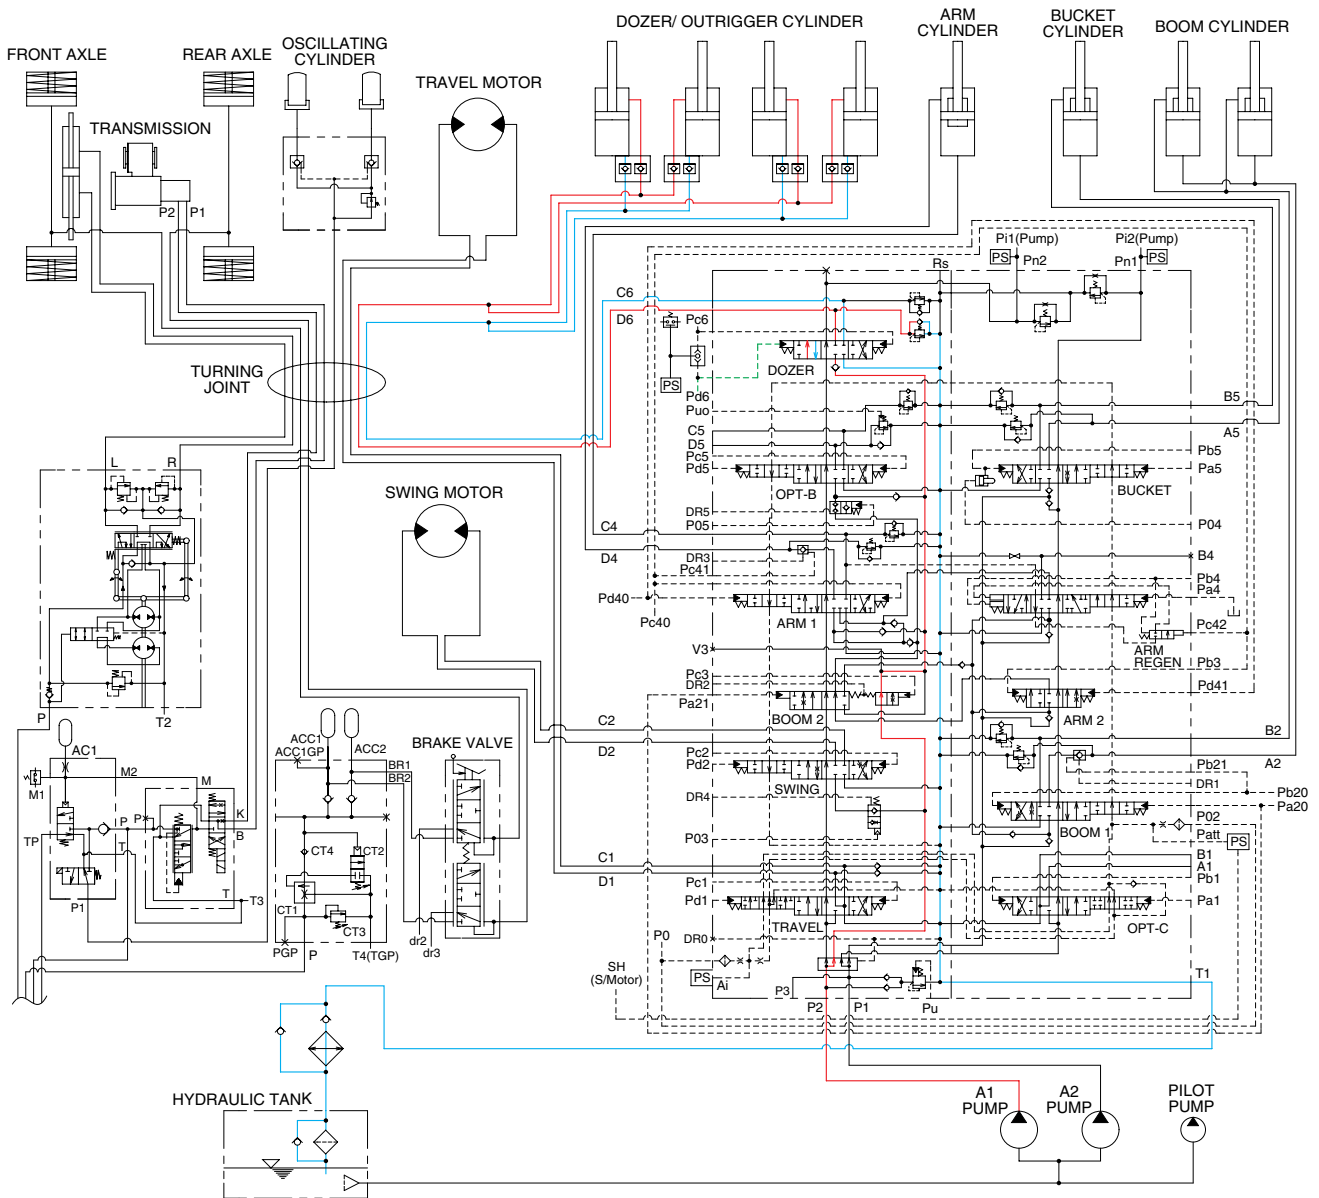 DOZER/ OUTRIGGER CYLINDER
ARM
CYLINDER
BUCKET
CYLINDER
BOOM CYLINDER
FRONT AXLE
REAR AXLE
OSCILLATING
CYLINDER
TRAVEL MOTOR
TRANSMISSION
P2
P1
TURNING
JOINT
L
R
SWING MOTOR
P
T2
AC1
M2
M
M1
P
P
K
B
TP
T
T
T3
P1
ACC1
ACC1GP
ACC2
BR1
BR2
BRAKE VALVE
CT4
CT2
CT1
CT3
PGP
P
T4(TGP)
dr2
dr3
HYDRAULIC TANK
Pi1(Pump)
Pi2(Pump)
PS
Pn2
Pn1
PS
Rs
C6
D6
Pc6
PS
DOZER
Pd6
Puo
C5
D5
Pc5
Pd5
OPT-B
B5
A5
Pb5
Pa5
BUCKET
DR5
P05
P04
C4
D4
DR3
Pc41
B4
Pb4
Pa4
Pd40
Pc40
ARM 1
Pc42
ARM
REGEN
V3
Pc3
DR2
Pa21
BOOM 2
Pb3
Pd41
ARM 2
C2
D2
Pc2
Pd2
SWING
B2
A2
Pb21
DR1
Pb20
Pa20
DR4
P03
BOOM 1
P02
Patt
PS
C1
D1
Pc1
Pd1
TRAVEL
B1
A1
Pb1
Pa1
OPT-C
P0
DR0
SH
(S/Motor)
PS
Ai
P3
P2
P1
Pu
T1
A1
PUMP
A2
PUMP
PILOT
PUMP